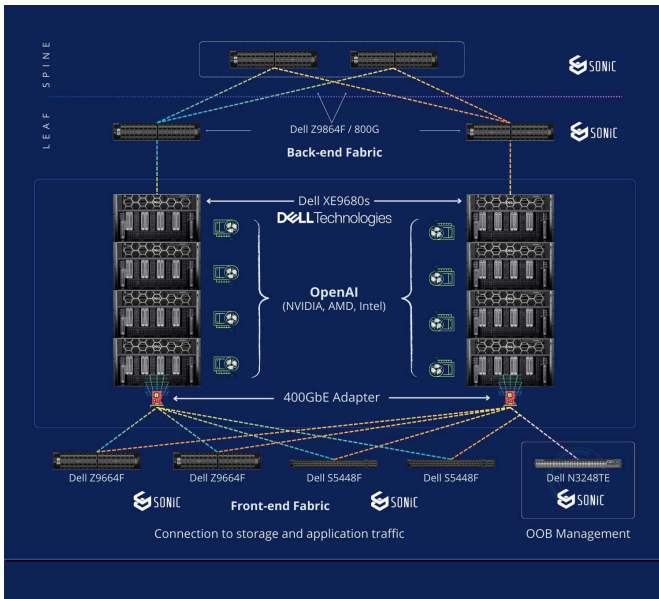 SPINE
SONiC
LEAF
Dell Z9864F / 800G
SONiC
Back-end Fabric
Dell XE9680s
DELLTechnologies
OpenAI
(NVIDIA, AMD, Intel)
400GbE Adapter
Dell Z9664F
Dell Z9664F
Dell S5448F
Dell S5448F
Dell N3248TE
SONiC
Front-end Fabric
SONiC
SONiC
Connection to storage and application traffic
OOB Management